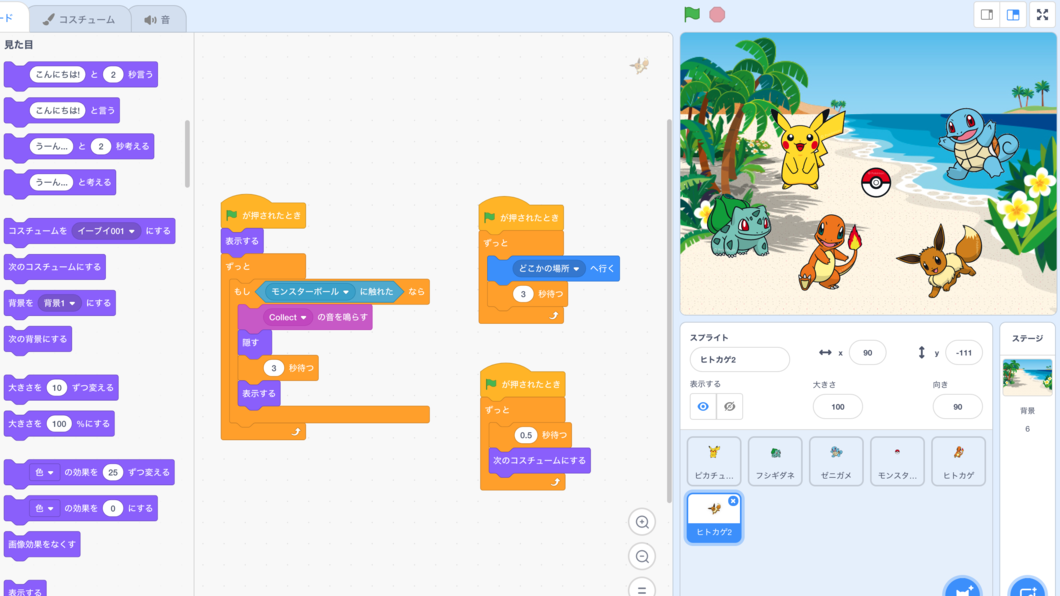 ード
コスチューム
音
見た目
こんにちは! と 2 秒言う
こんにちは! と言う
うーん... と 2 秒考える
うーん... と考える
コスチュームを イーブイ001 にする
次のコスチュームにする
背景を 背景1 にする
次の背景にする
大きさを 10 ずつ変える
大きさを 100 %にする
色 の効果を 25 ずつ変える
色 の効果を 0 にする
画像効果をなくす
表示する
が押されたとき
表示する
ずっと
もし モンスターボール に触れた なら
Collect の音を鳴らす
隠す
3 秒待つ
表示する
が押されたとき
ずっと
どこかの場所 へ行く
3 秒待つ
が押されたとき
ずっと
0.5 秒待つ
次のコスチュームにする
スプライト
ヒトカゲ2
x 90
y -111
表示する
大きさ
向き
100
90
ピカチュ...
フシギダネ
ゼニガメ
モンスタ...
ヒトカゲ
ヒトカゲ2
ステージ
背景
6